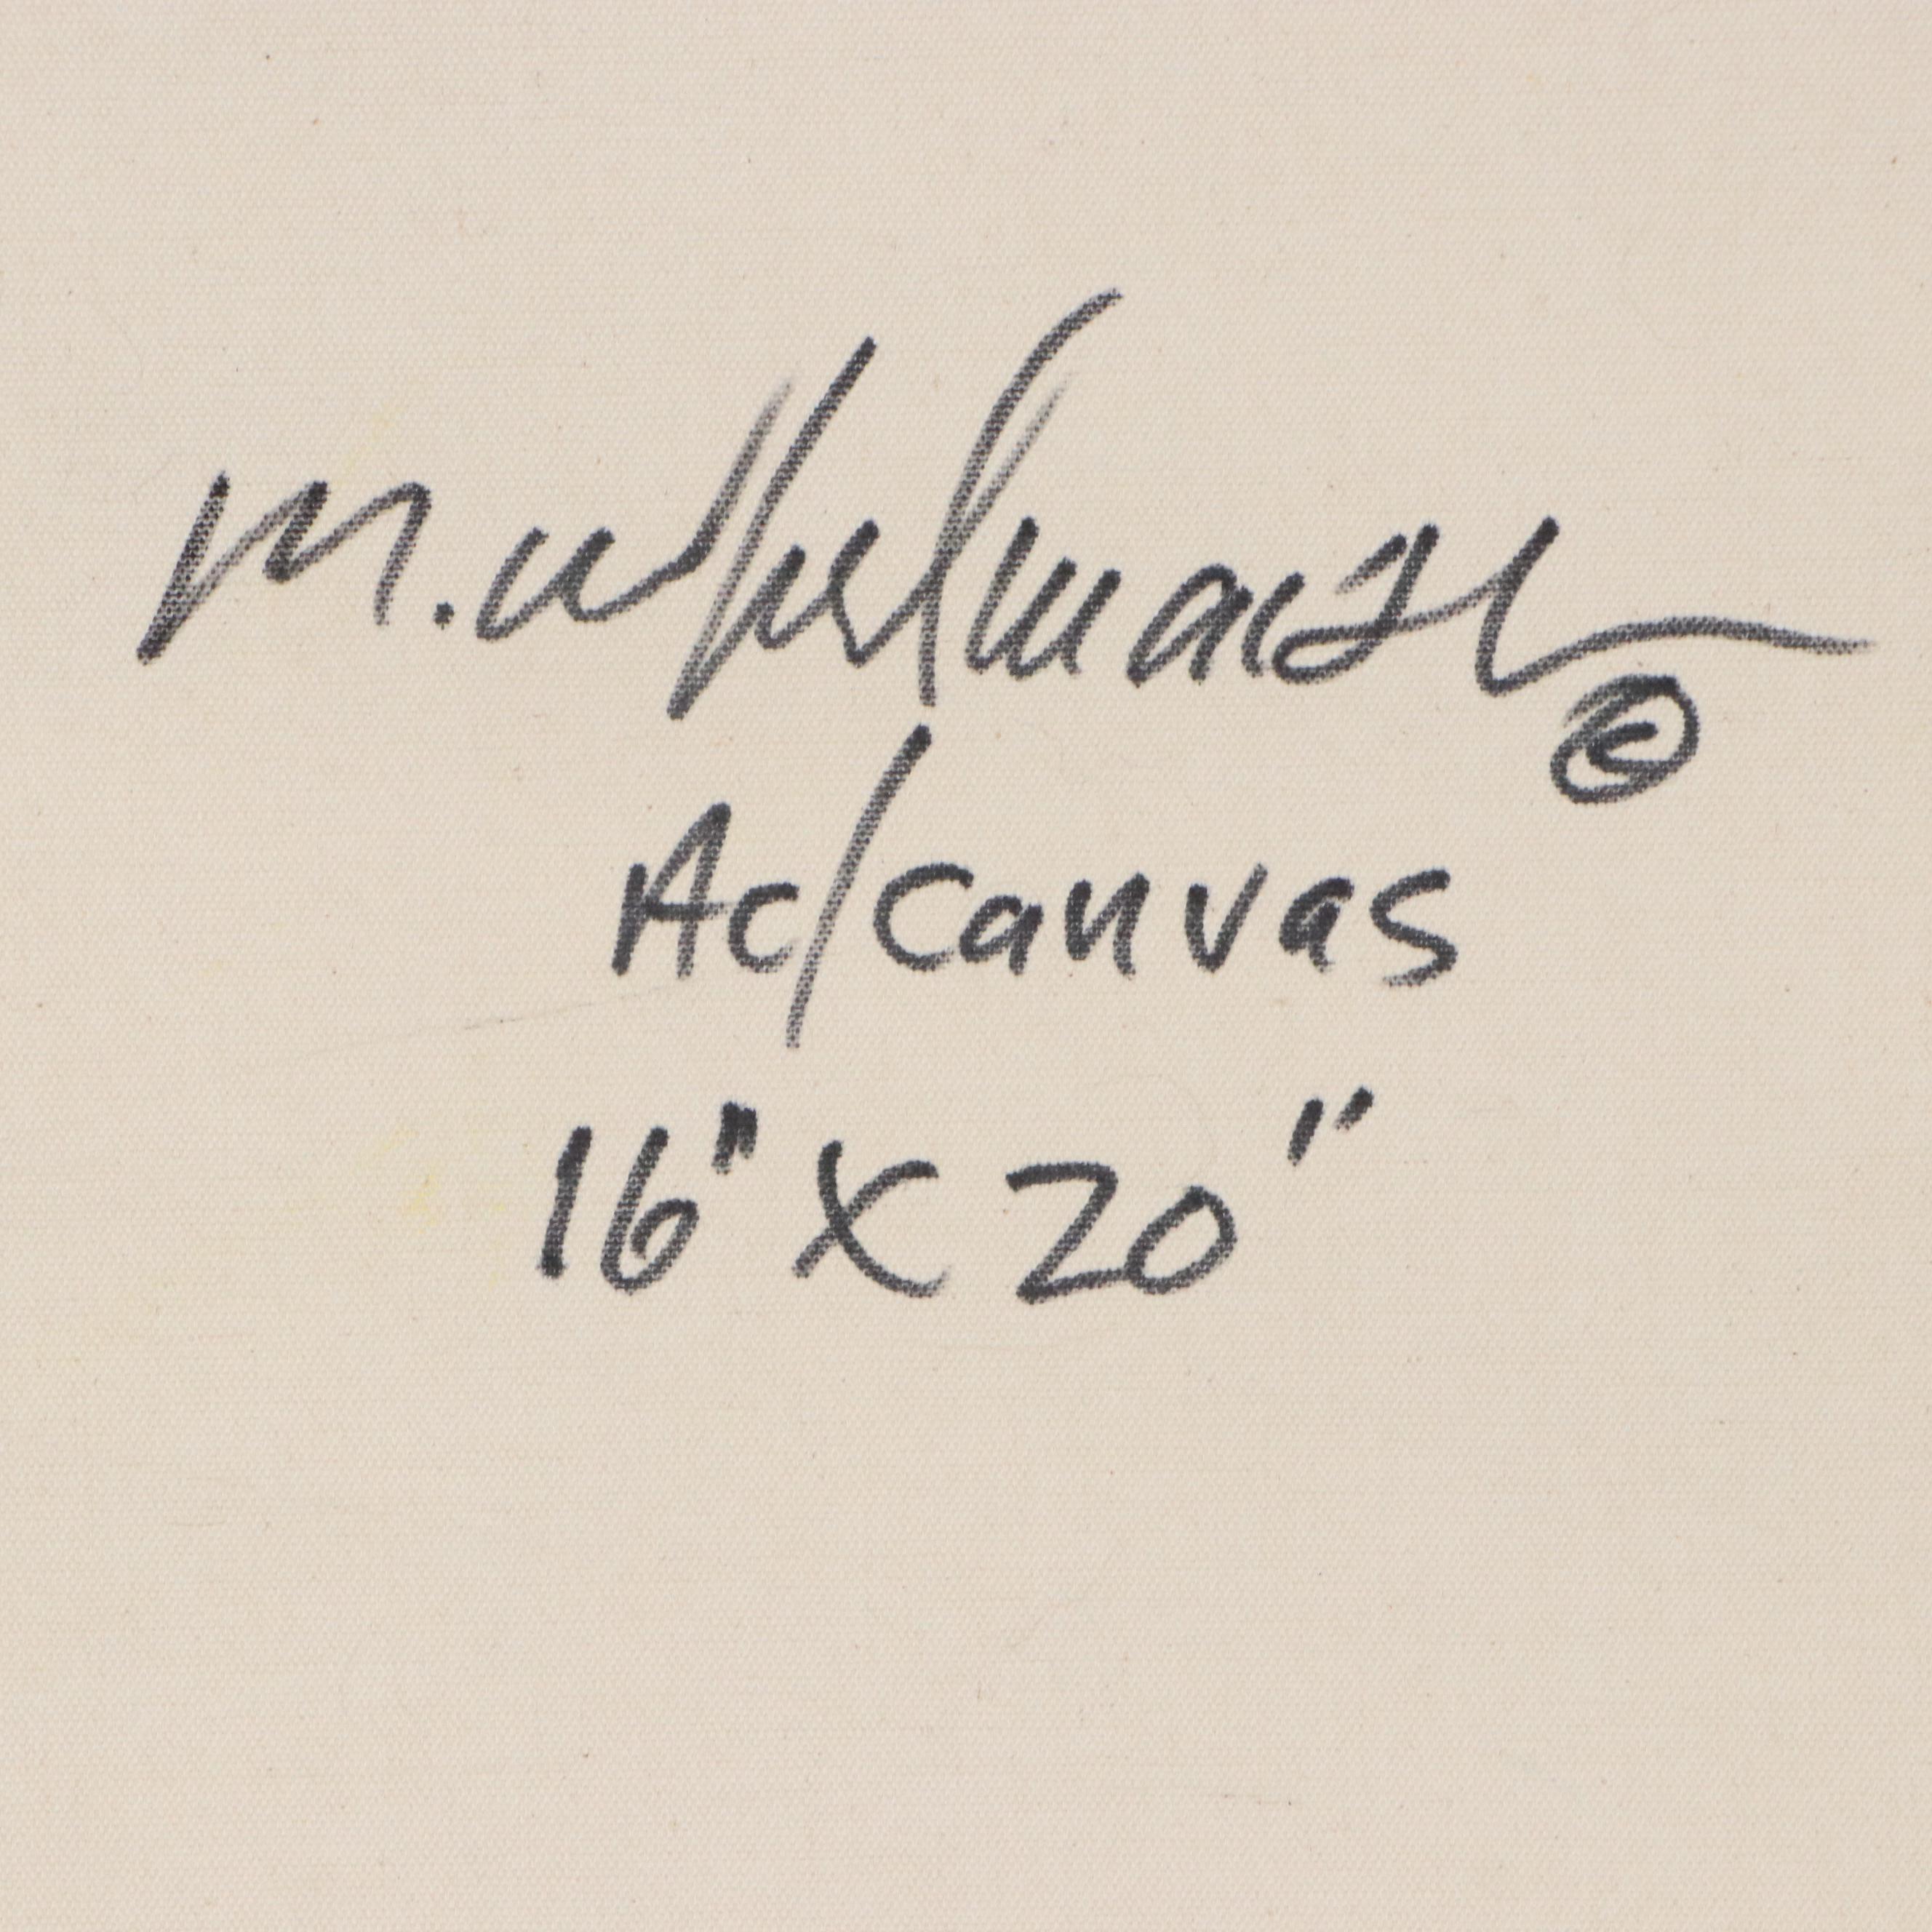 M.
©
Ac/canvas
16" X 20"